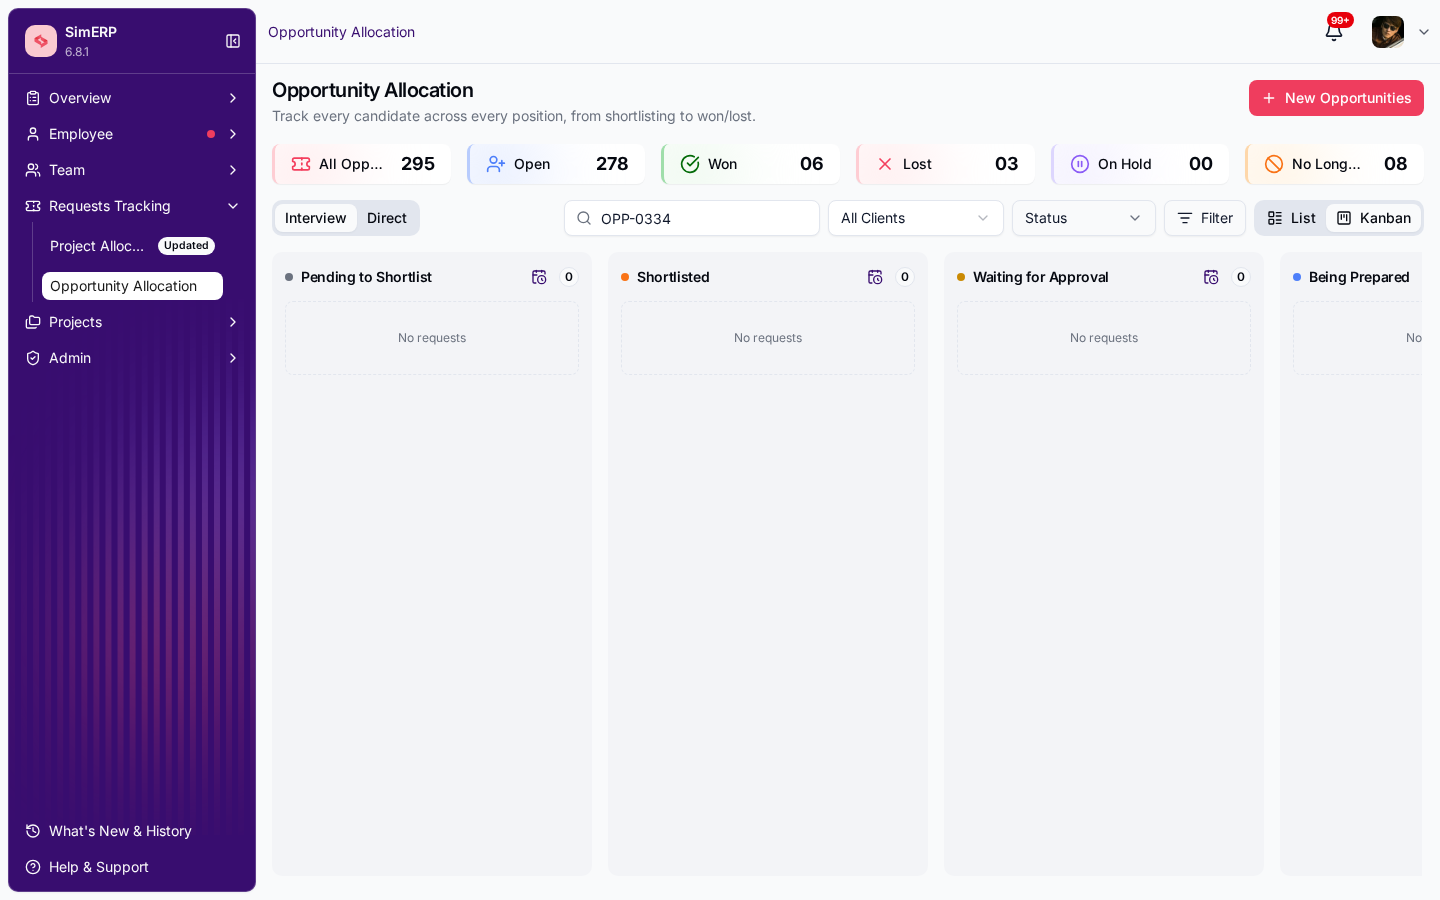 SimERP
6.8.1
Overview
Employee
Team
Requests Tracking
Project Alloc...
Updated
Opportunity Allocation
Projects
Admin
What's New & History
Help & Support
Opportunity Allocation
99+
Opportunity Allocation
Track every candidate across every position, from shortlisting to won/lost.
New Opportunities
All Opp... 295
Open 278
Won 06
Lost 03
On Hold 00
No Long... 08
Interview Direct
OPP-0334
All Clients
Status
Filter
List Kanban
Pending to Shortlist 0
No requests
Shortlisted 0
No requests
Waiting for Approval 0
No requests
Being Prepared
No